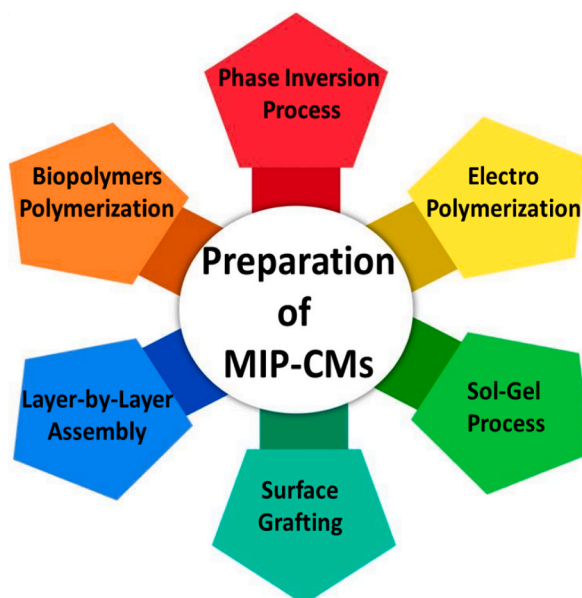 Phase Inversion
Process
Electro
Polymerization
Sol-Gel
Process
Surface
Grafting
Layer-by-Layer
Assembly
Biopolymers
Polymerization
Preparation
of
MIP-CMs